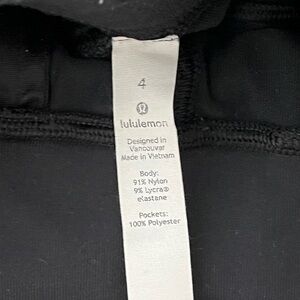 4
lululemon
Designed in
Vancouver
Made in Vietnam
Body:
91% Nylon
9% Lycra®
elastane
Pockets:
100% Polyester